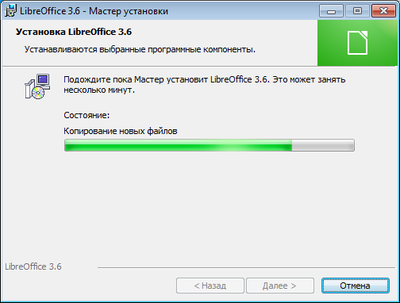 LibreOffice 3.6 - Мастер установки
Установка LibreOffice 3.6
Устанавливаются выбранные программные компоненты.
Подождите пока Мастер установит LibreOffice 3.6. Это может занять
несколько минут.
Состояние:
Копирование новых файлов
LibreOffice 3.6
< Назад
Далее >
Отмена